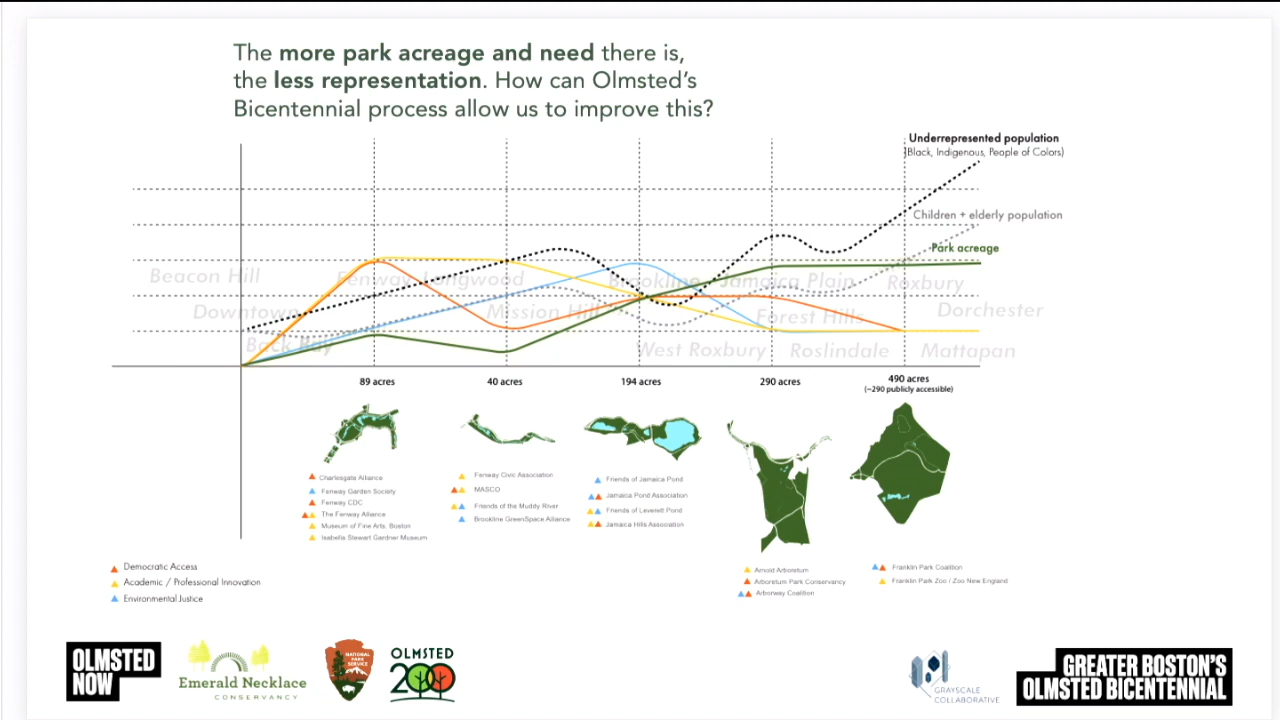 The more park acreage and need there is,
the less representation. How can Olmsted's
Bicentennial process allow us to improve this?
Underrepresented population
(Black, Indigenous, People of Colors)
Children + elderly population
Park acreage
Beacon Hill
Fenway
Longwood
Brookline
Jamaica Plain
Roxbury
Downtown
Mission Hill
Forest Hills
Dorchester
Back Bay
West Roxbury
Roslindale
Mattapan
89 acres
40 acres
194 acres
290 acres
490 acres
(~290 publicly accessible)
Charlesgate Alliance
Fenway Garden Society
Fenway CDC
The Fenway Alliance
Museum of Fine Arts, Boston
Isabella Stewart Gardner Museum
Fenway Civic Association
MASCO
Friends of the Muddy River
Brookline GreenSpace Alliance
Friends of Jamaica Pond
Jamaica Pond Association
Friends of Leverett Pond
Jamaica Hills Association
Arnold Arboretum
Arboretum Park Conservancy
Arborway Coalition
Franklin Park Coalition
Franklin Park Zoo / Zoo New England
Democratic Access
Academic / Professional Innovation
Environmental Justice
OLMSTED
NOW
Emerald Necklace
CONSERVANCY
NATIONAL
PARK
SERVICE
OLMSTED
200
GRAYSCALE
COLLABORATIVE
GREATER BOSTON'S
OLMSTED BICENTENNIAL